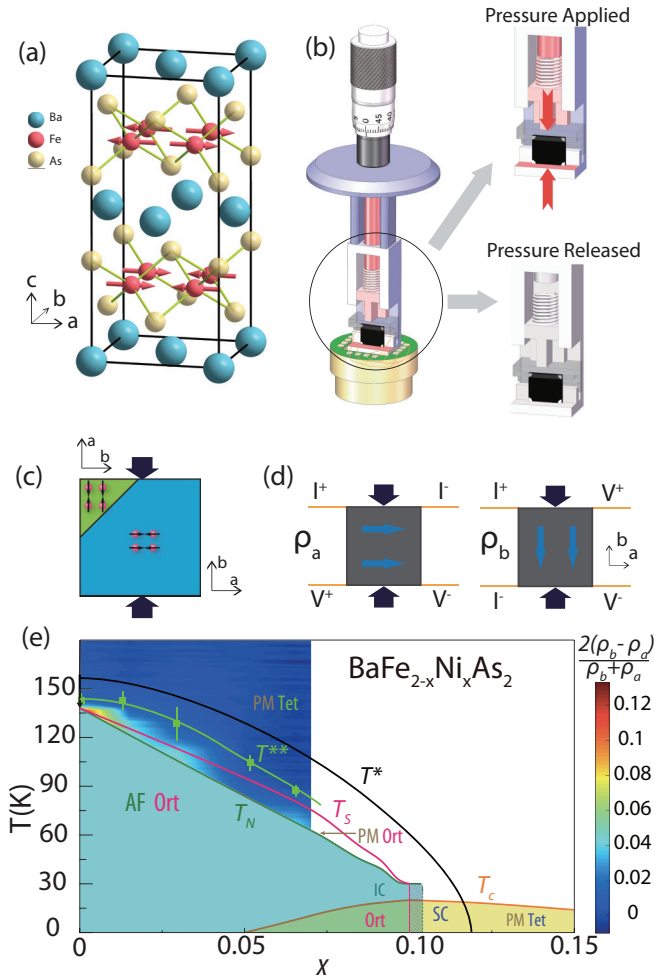 (a)
Ba
Fe
As
c
b
a
(b)
Pressure Applied
0 45 40
Pressure Released
(c)
a
b
b
a
(d)
I+
I-
ρa
V+
V-
I+
V+
ρb
I-
V-
b
a
(e)
BaFe2-xNixAs2
2(ρb - ρa)
ρb+ρa
T(K)
150
120
90
60
30
0
PM Tet
T**
T*
AF Ort
TN
TS
PM Ort
IC
Tc
Ort
SC
PM Tet
0
0.05
0.10
0.15
χ
0.12
0.1
0.08
0.06
0.04
0.02
0